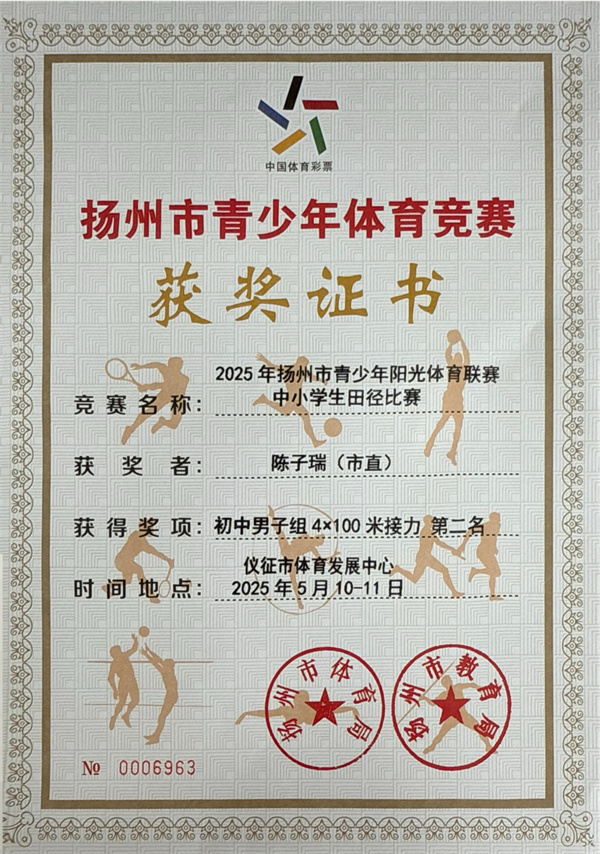 中国体育彩票
扬州市青少年体育竞赛
获奖证书
2025年扬州市青少年阳光体育联赛
竞赛名称: 中小学生田径比赛
获奖者: 陈子瑞(市直)
获得奖项: 初中男子组4×100米接力 第二名
仪征市体育发展中心
时间地点: 2025年5月10-11日
扬州市体育局
扬州市教育局
№ 0006963